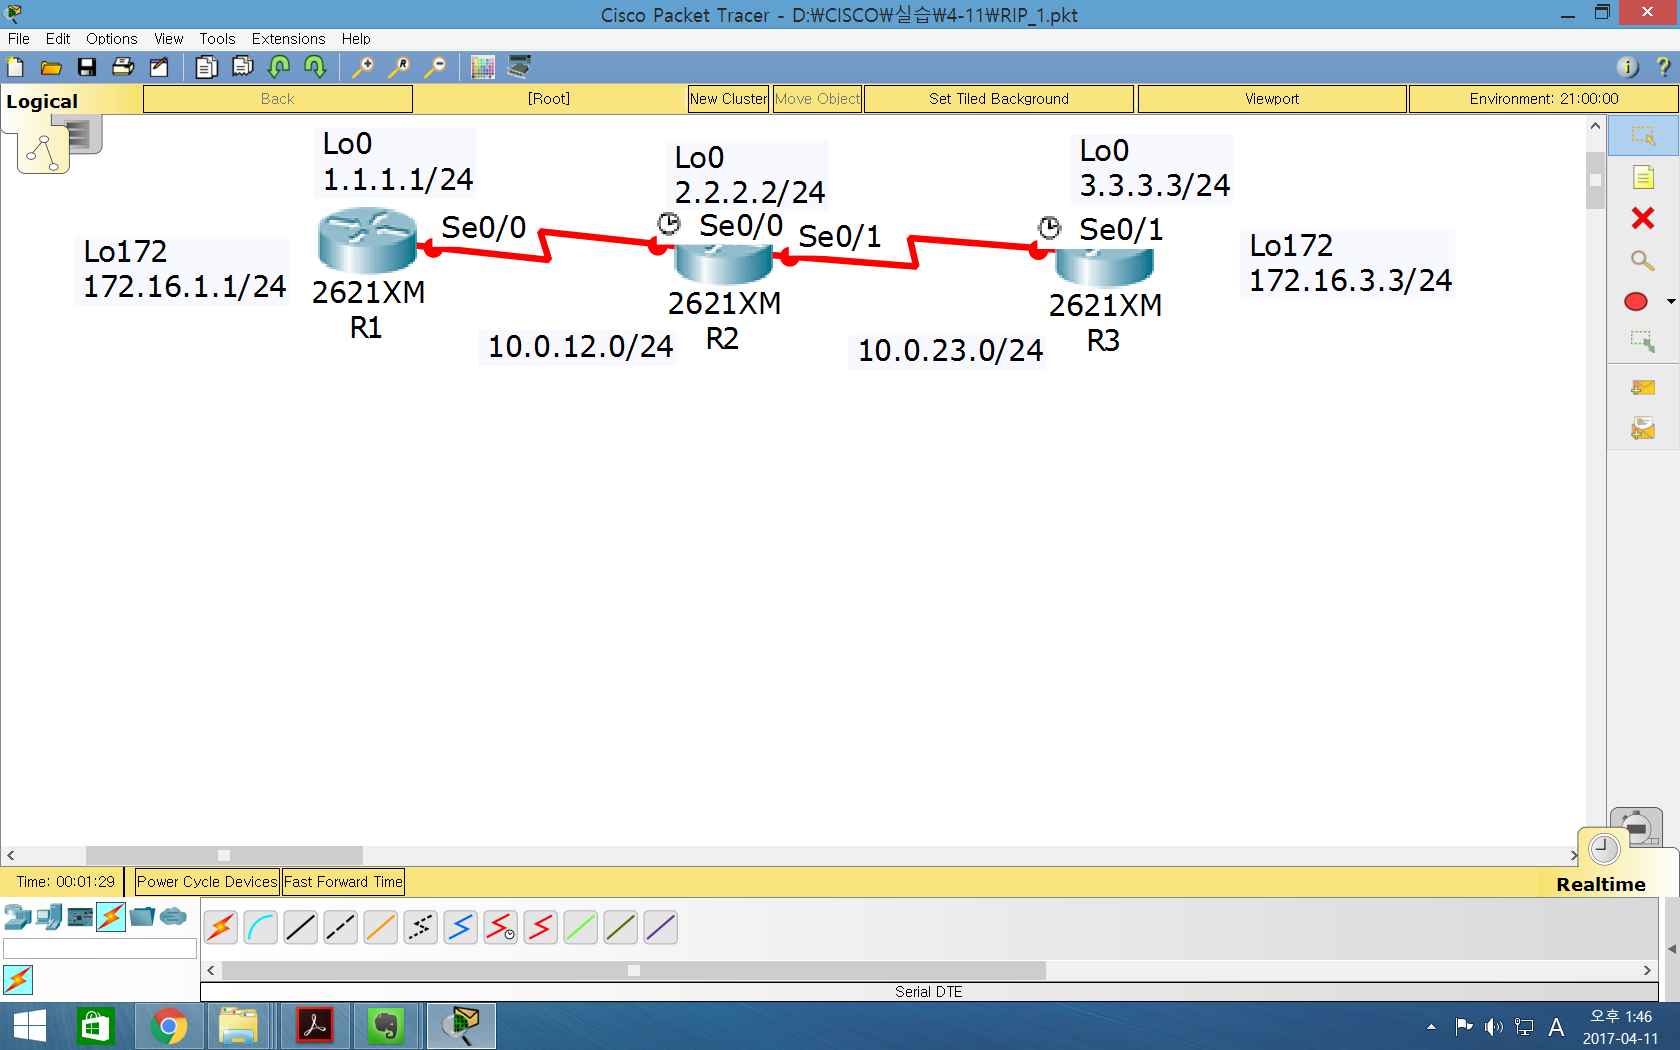 Cisco Packet Tracer - D:₩CISCO₩실습₩4-11₩RIP_1.pkt
File Edit Options View Tools Extensions Help
Logical
Back
[Root]
New Cluster
Move Object
Set Tiled Background
Viewport
Environment: 21:00:00
Lo0
1.1.1.1/24
Lo0
2.2.2.2/24
Lo0
3.3.3.3/24
Se0/0
Se0/0
Se0/1
Se0/1
Lo172
172.16.1.1/24
Lo172
172.16.3.3/24
2621XM
R1
2621XM
R2
2621XM
R3
10.0.12.0/24
10.0.23.0/24
Time: 00:01:29
Power Cycle Devices
Fast Forward Time
Realtime
Serial DTE
A
오후 1:46
2017-04-11